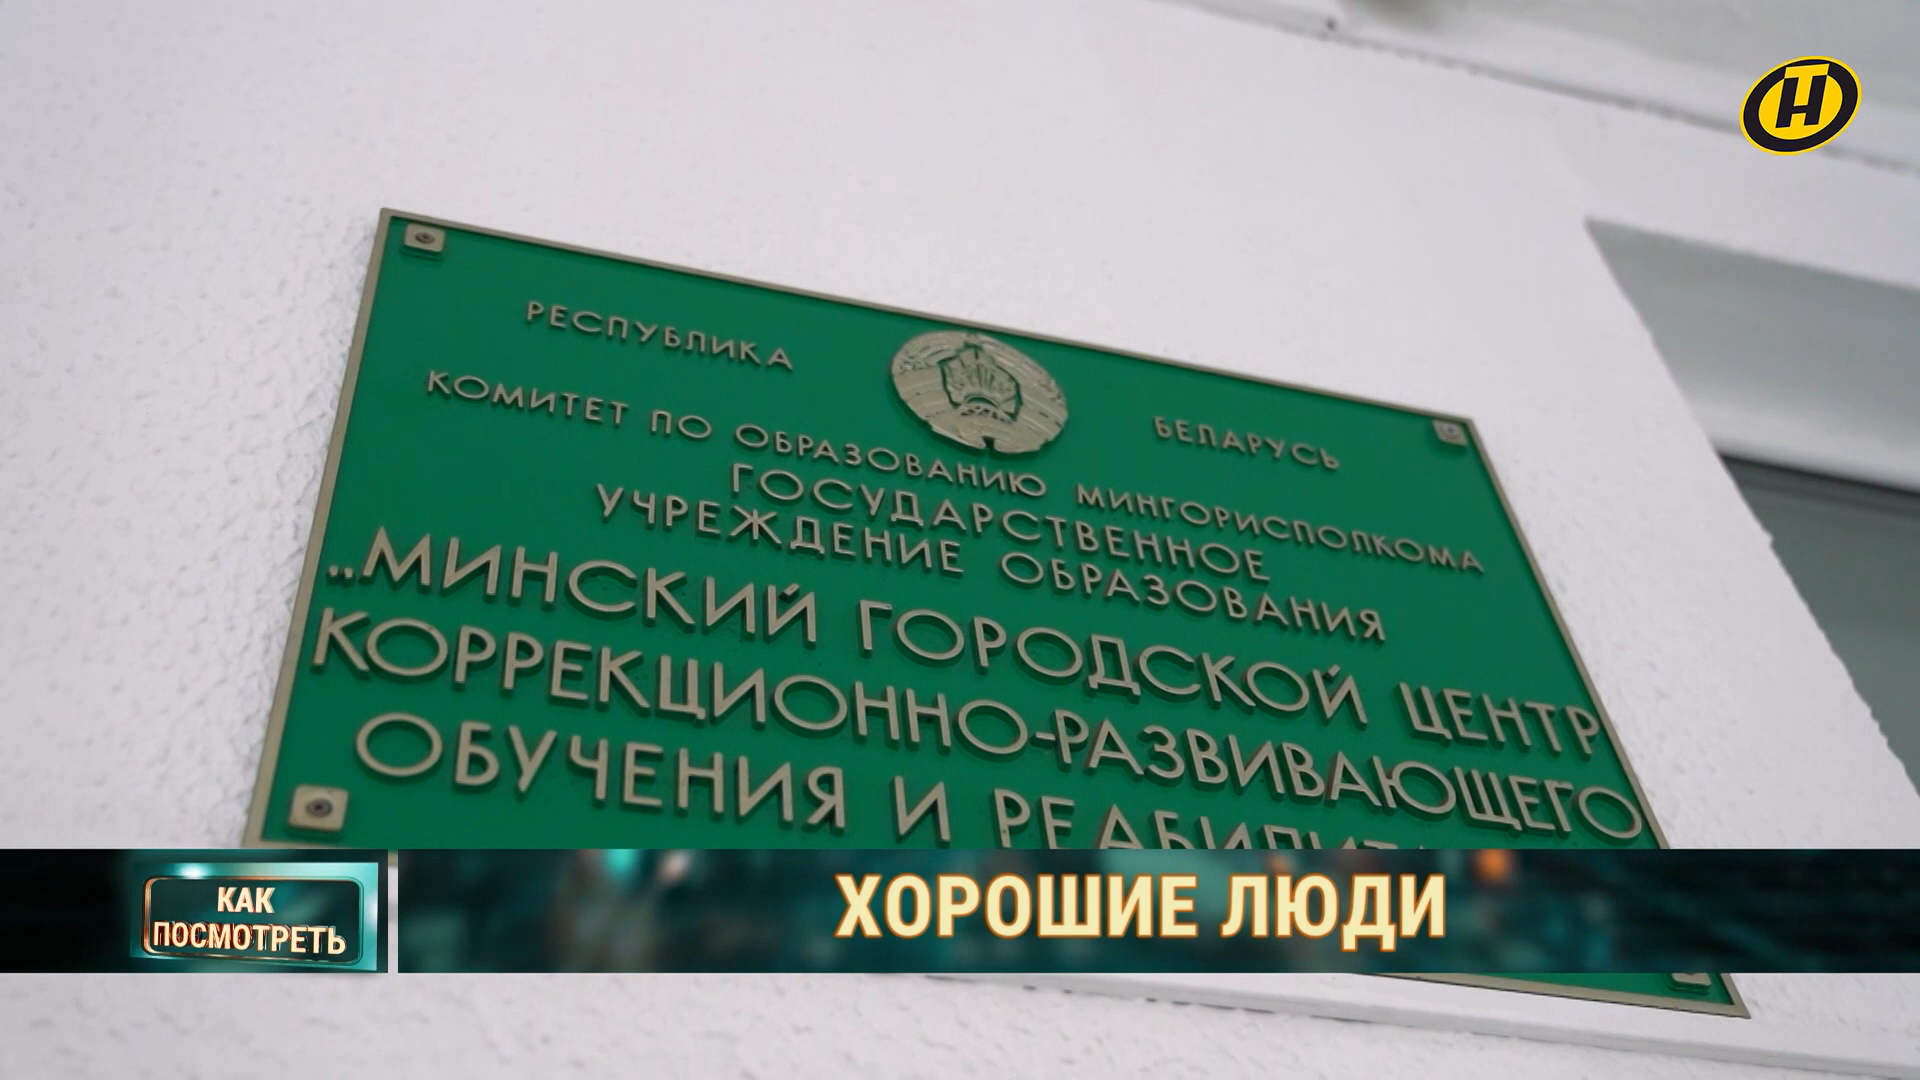 ОНТ
РЕСПУБЛИКА БЕЛАРУСЬ
КОМИТЕТ ПО ОБРАЗОВАНИЮ МИНГОРИСПОЛКОМА
ГОСУДАРСТВЕННОЕ
УЧРЕЖДЕНИЕ ОБРАЗОВАНИЯ
„МИНСКИЙ ГОРОДСКОЙ ЦЕНТР
КОРРЕКЦИОННО-РАЗВИВАЮЩЕГО
ОБУЧЕНИЯ И
КАК
ПОСМОТРЕТЬ
ХОРОШИЕ ЛЮДИ